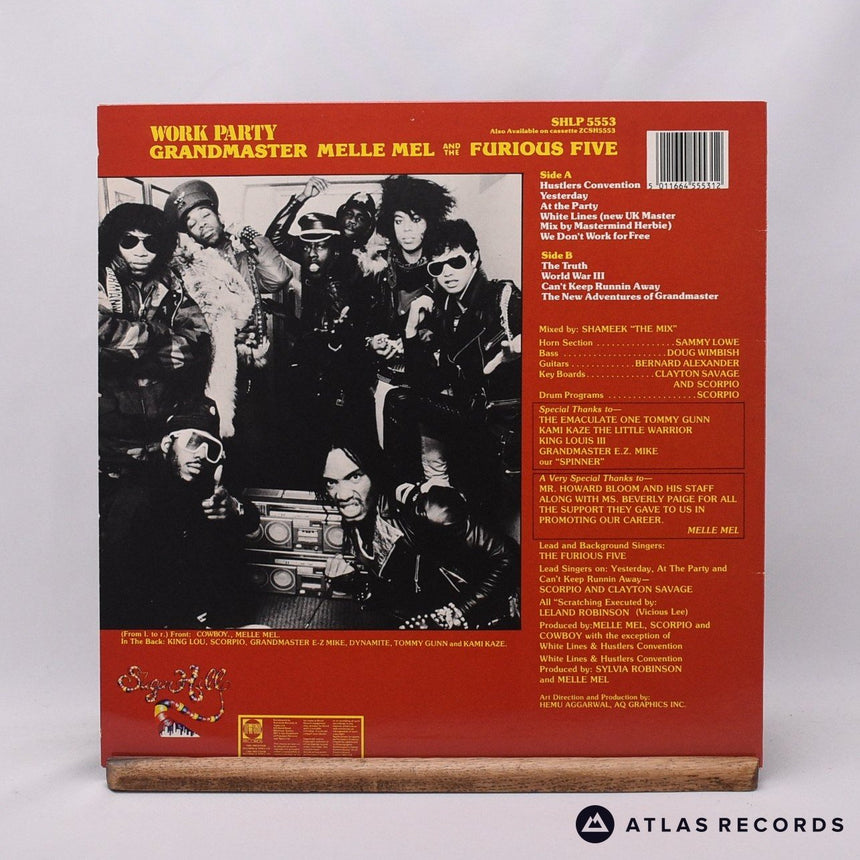 WORK PARTY
GRANDMASTER MELLE MEL AND THE FURIOUS FIVE
SHLP 5553
Also Available on cassette ZCSH5553
5 011664 555312
Side A
Hustlers Convention
Yesterday
At the Party
White Lines (new UK Master
Mix by Mastermind Herbie)
We Don't Work for Free
Side B
The Truth
World War III
Can't Keep Runnin Away
The New Adventures of Grandmaster
Mixed by: SHAMEEK "THE MIX"
Horn Section . . . . . . . . . . . . . . . SAMMY LOWE
Bass . . . . . . . . . . . . . . . . . . . . DOUG WIMBISH
Guitars . . . . . . . . . . . . BERNARD ALEXANDER
Key Boards . . . . . . . . . . . . CLAYTON SAVAGE
AND SCORPIO
Drum Programs . . . . . . . . . . . . . . . . . SCORPIO
Special Thanks to—
THE EMACULATE ONE TOMMY GUNN
KAMI KAZE THE LITTLE WARRIOR
KING LOUIS III
GRANDMASTER E.Z. MIKE
our "SPINNER"
A Very Special Thanks to—
MR. HOWARD BLOOM AND HIS STAFF
ALONG WITH MS. BEVERLY PAIGE FOR ALL
THE SUPPORT THEY GAVE TO US IN
PROMOTING OUR CAREER.
MELLE MEL
Lead and Background Singers:
THE FURIOUS FIVE
Lead Singers on: Yesterday, At The Party and
Can't Keep Runnin Away—
SCORPIO AND CLAYTON SAVAGE
All "Scratching Executed by:
LELAND ROBINSON (Vicious Lee)
Produced by: MELLE MEL, SCORPIO and
COWBOY with the exception of
White Lines & Hustlers Convention
White Lines & Hustlers Convention
Produced by: SYLVIA ROBINSON
and MELLE MEL
Art Direction and Production by:
HEMU AGGARWAL, AQ GRAPHICS INC.
(From l. to r.) Front: COWBOY., MELLE MEL.
In The Back: KING LOU, SCORPIO, GRANDMASTER E-Z MIKE, DYNAMITE, TOMMY GUNN and KAMI KAZE.
Sugar Hill
RECORDS
ATLAS RECORDS